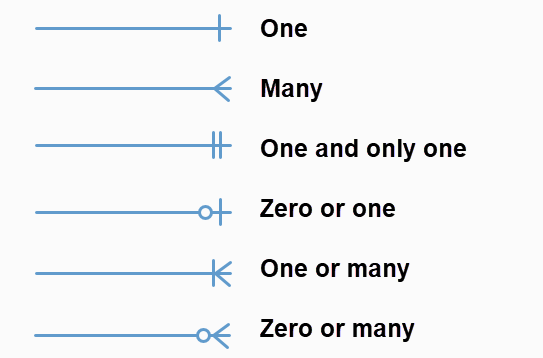 One
Many
One and only one
Zero or one
One or many
Zero or many